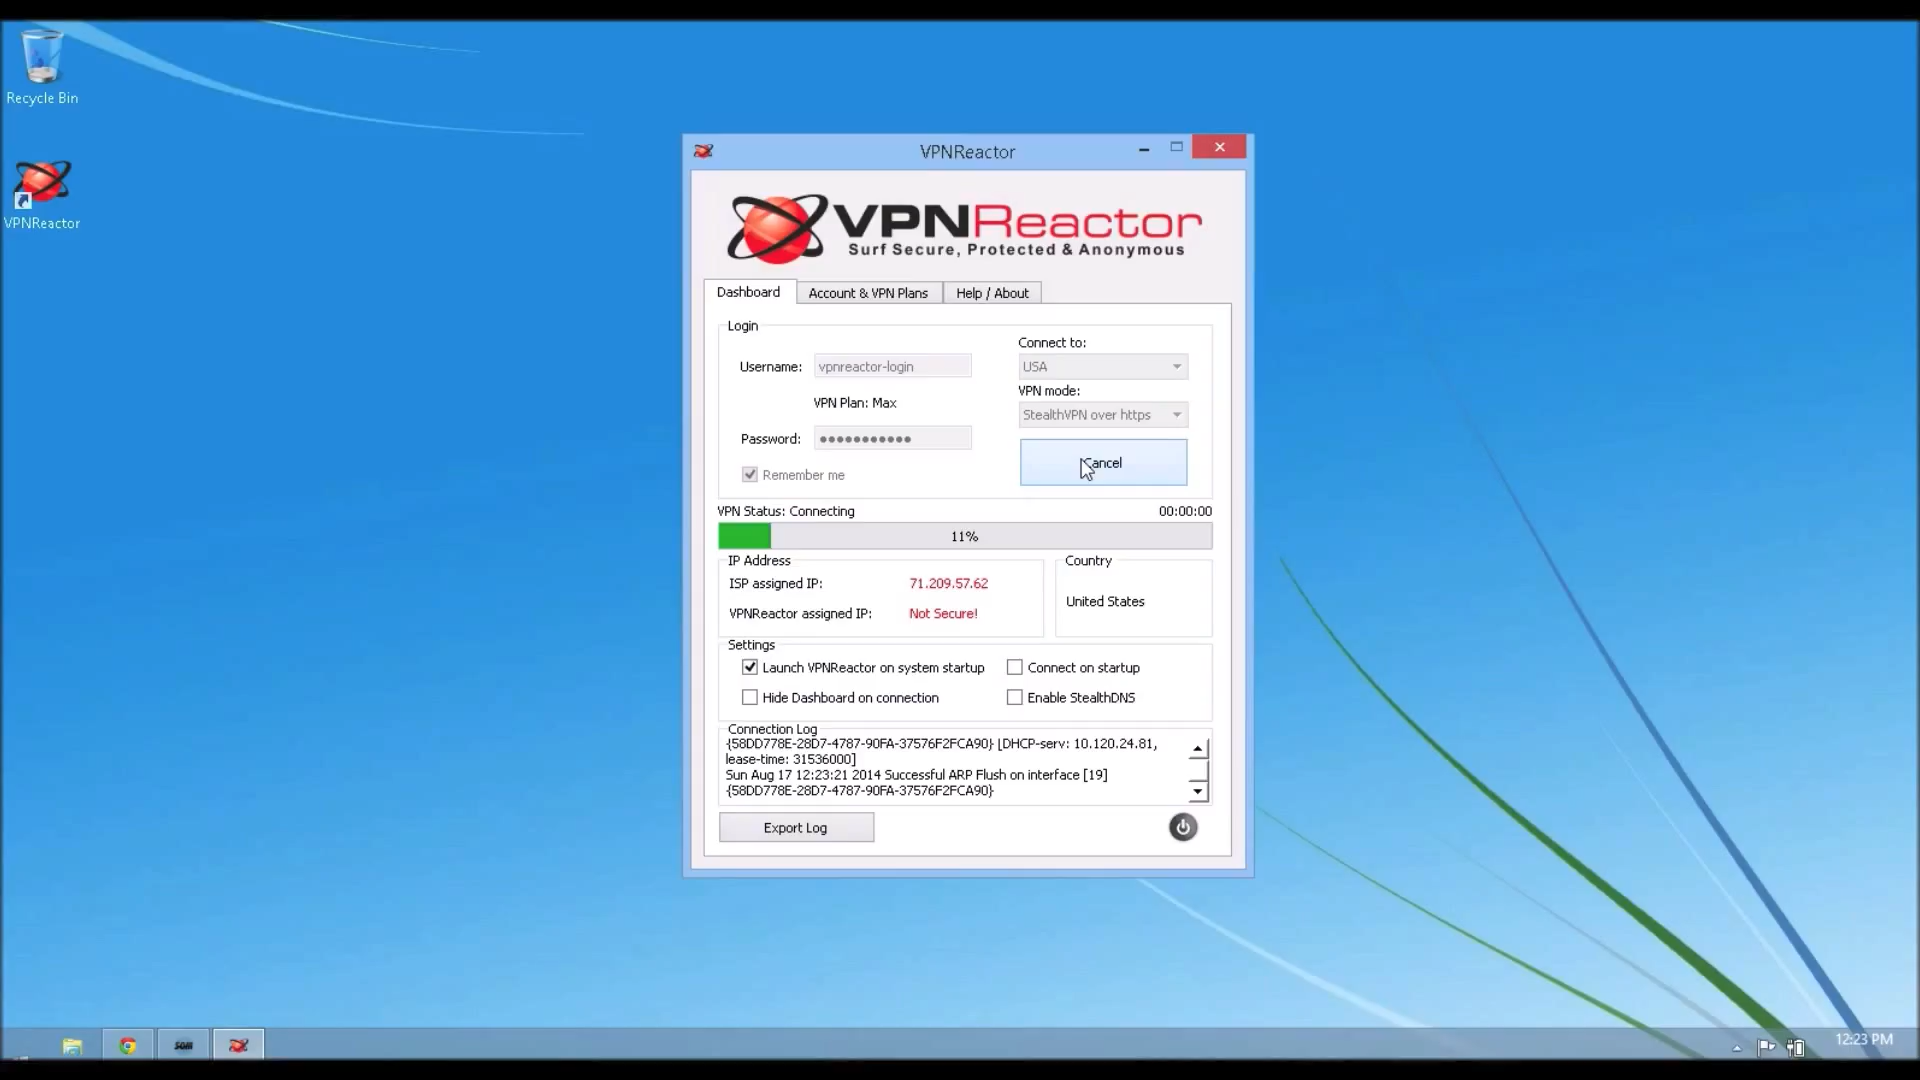 Recycle Bin
VPNReactor
VPNReactor
VPNReactor
Surf Secure, Protected & Anonymous
Dashboard
Account & VPN Plans
Help / About
Login
Username: vpnreactor-login
VPN Plan: Max
Password: ●●●●●●●●●●●
Remember me
Connect to:
USA
VPN mode:
StealthVPN over https
Cancel
VPN Status: Connecting
00:00:00
11%
IP Address
ISP assigned IP: 71.209.57.62
VPNReactor assigned IP: Not Secure!
Country
United States
Settings
Launch VPNReactor on system startup
Connect on startup
Hide Dashboard on connection
Enable StealthDNS
Connection Log
{58DD778E-28D7-4787-90FA-37576F2FCA90} [DHCP-serv: 10.120.24.81,
lease-time: 31536000]
Sun Aug 17 12:23:21 2014 Successful ARP Flush on interface [19]
{58DD778E-28D7-4787-90FA-37576F2FCA90}
Export Log
12:23 PM